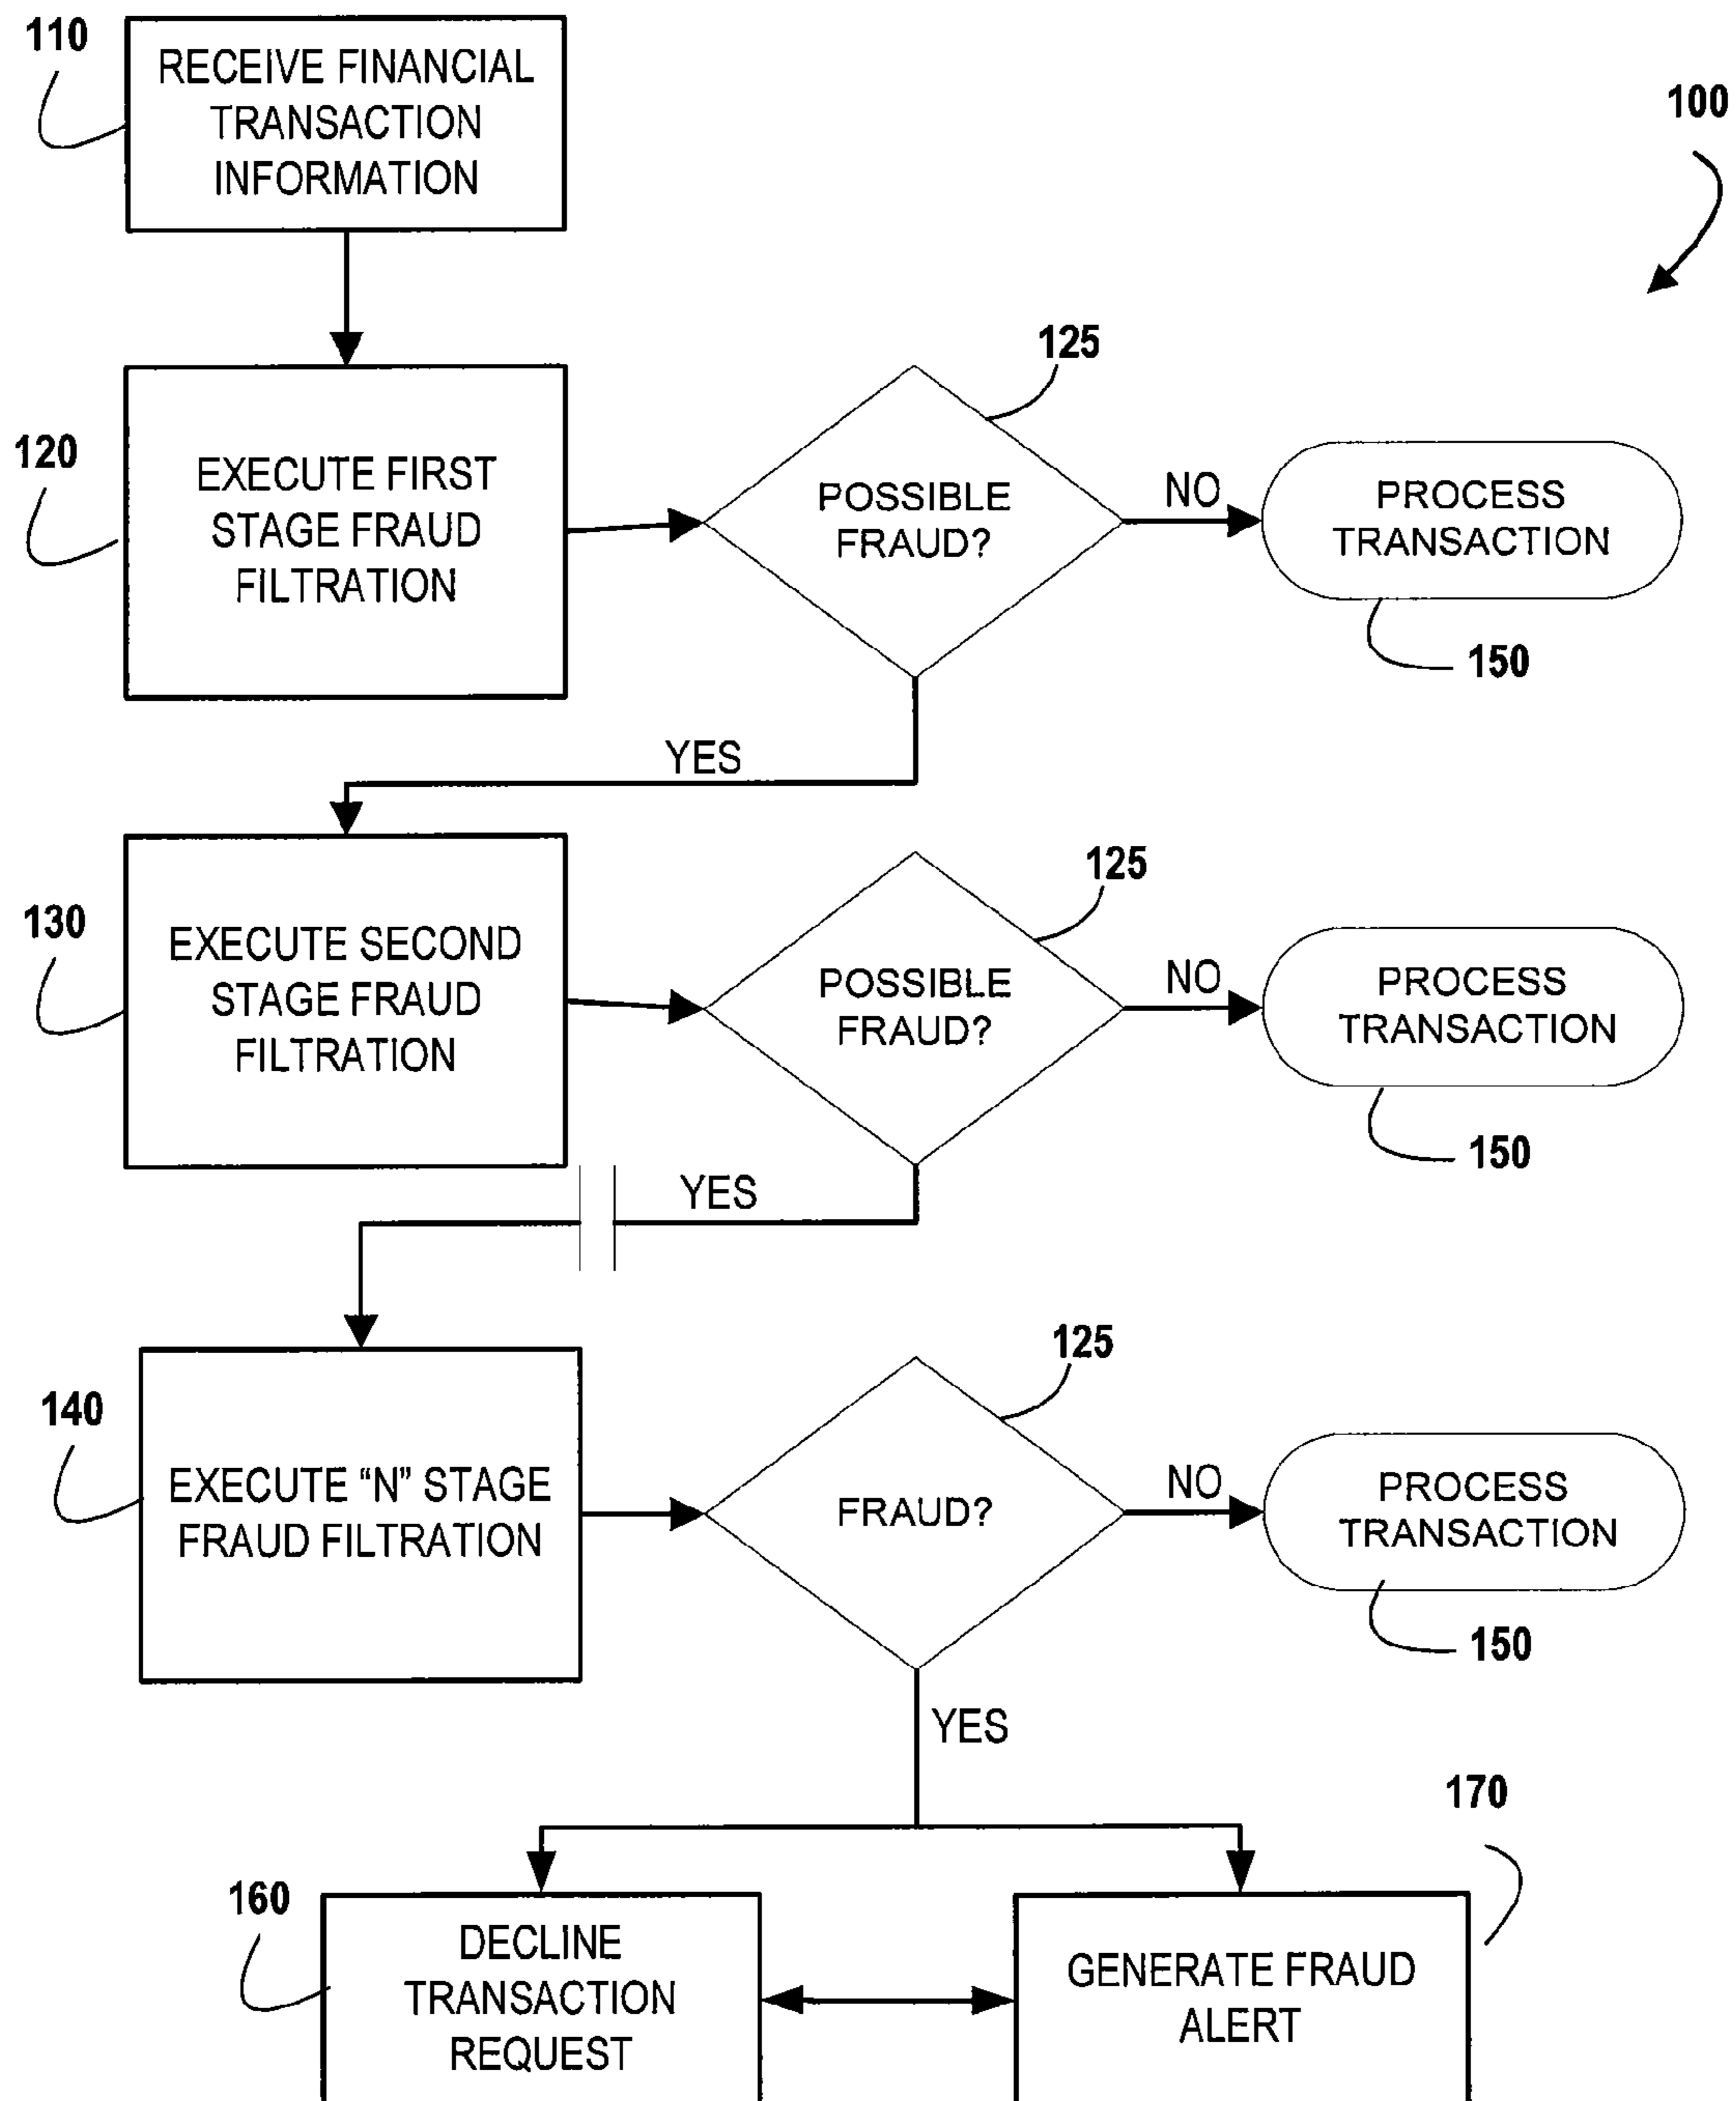 110
RECEIVE FINANCIAL
TRANSACTION
INFORMATION
100
120
EXECUTE FIRST
STAGE FRAUD
FILTRATION
125
POSSIBLE
FRAUD?
NO
PROCESS
TRANSACTION
150
YES
130
EXECUTE SECOND
STAGE FRAUD
FILTRATION
125
POSSIBLE
FRAUD?
NO
PROCESS
TRANSACTION
150
YES
140
EXECUTE “N” STAGE
FRAUD FILTRATION
125
FRAUD?
NO
PROCESS
TRANSACTION
150
YES
160
DECLINE
TRANSACTION
REQUEST
170
GENERATE FRAUD
ALERT